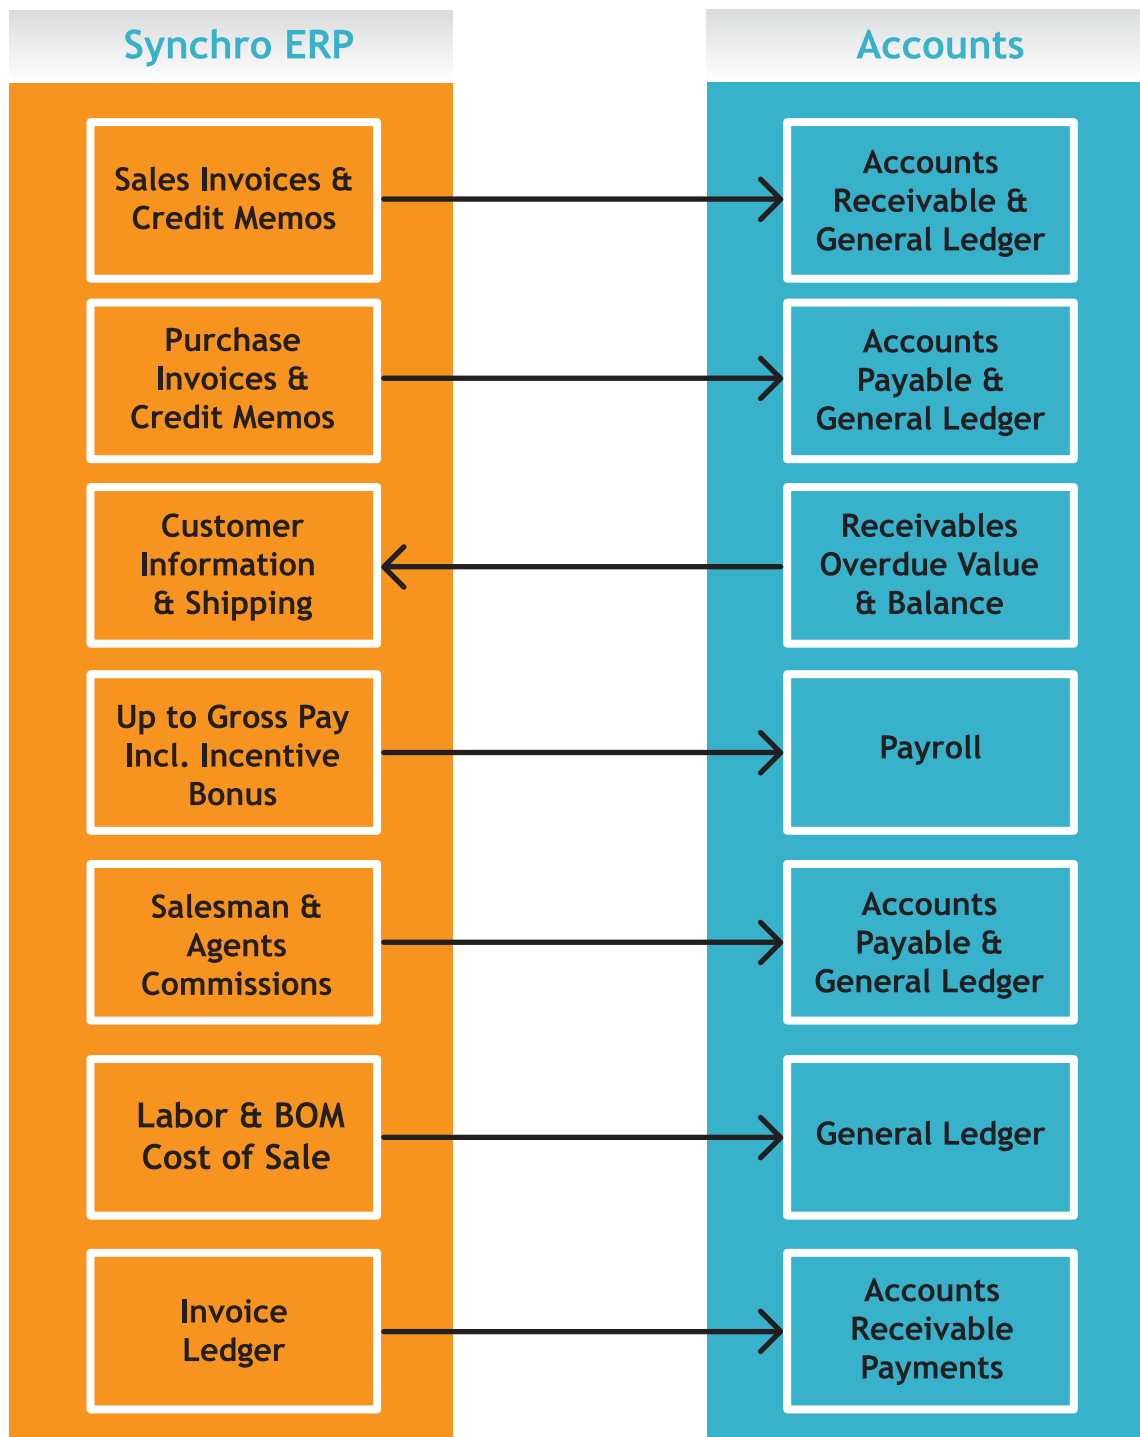 Synchro ERP
Accounts
Sales Invoices &
Credit Memos
Accounts
Receivable &
General Ledger
Purchase
Invoices &
Credit Memos
Accounts
Payable &
General Ledger
Customer
Information
& Shipping
Receivables
Overdue Value
& Balance
Up to Gross Pay
Incl. Incentive
Bonus
Payroll
Salesman &
Agents
Commissions
Accounts
Payable &
General Ledger
Labor & BOM
Cost of Sale
General Ledger
Invoice
Ledger
Accounts
Receivable
Payments